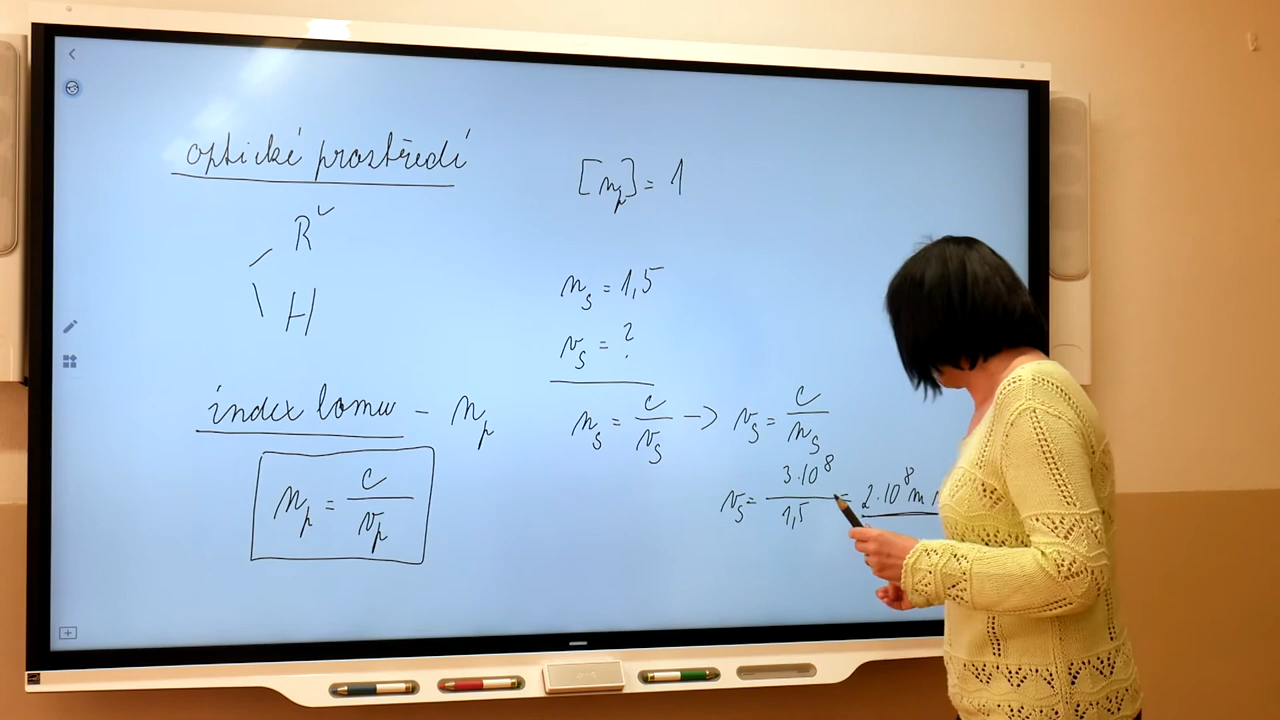 optické prostředí
R
H
index lomu - n_p
n_p = c/v_p
[n_p] = 1
n_s = 1,5
v_s = ?
n_s = c/v_s -> v_s = c/n_s
v_s = 3·10^8/1,5 = 2·10^8 m